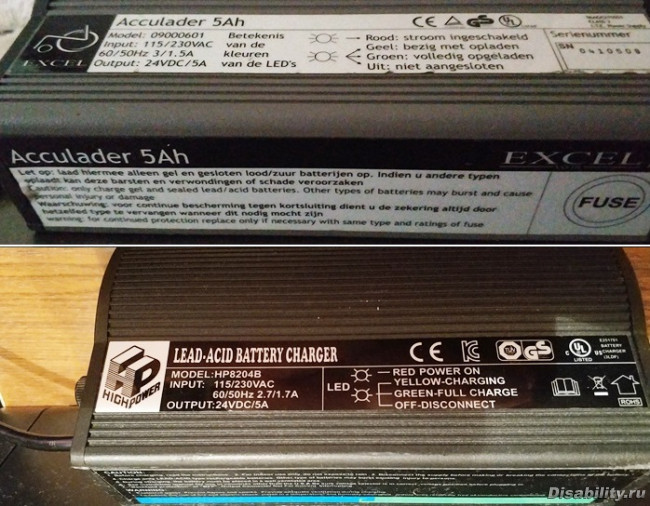 Acculader 5Ah
Model: 09000601
Input: 115/230VAC
60/50Hz 3/1.5A
Output: 24VDC/5A
EXCEL
Betekenis
van de
kleuren
van de LED's
Rood: stroom ingeschakeld
Geel: bezig met opladen
Groen: volledig opgeladen
Uit: niet aangesloten
Serienummer
SN 0410508
Acculader 5Ah
EXCEL
Let op: laad hiermee alleen gel en gesloten lood/zuur batterijen op. Indien u andere typen
oplaadt kan deze barsten en verwondingen of schade veroorzaken
Caution: only charge gel and sealed lead/acid batteries. Other types of batteries may burst and cause
personal injury or damage
Waarschuwing: voor continue bescherming tegen kortsluiting dient u de zekering altijd door
hetzelfde type te vervangen wanneer dit nodig mocht zijn
warning: for continued protection replace only if necessary with same type and ratings of fuse
FUSE
HP
HIGHPOWER
LEAD-ACID BATTERY CHARGER
MODEL:HP8204B
INPUT: 115/230VAC
60/50Hz 2.7/1.7A
OUTPUT:24VDC/5A
LED
RED POWER ON
YELLOW-CHARGING
GREEN-FULL CHARGE
OFF-DISCONNECT
GS
UL
LISTED
US
BATTERY
CHARGER
CAUTION
Disability.ru